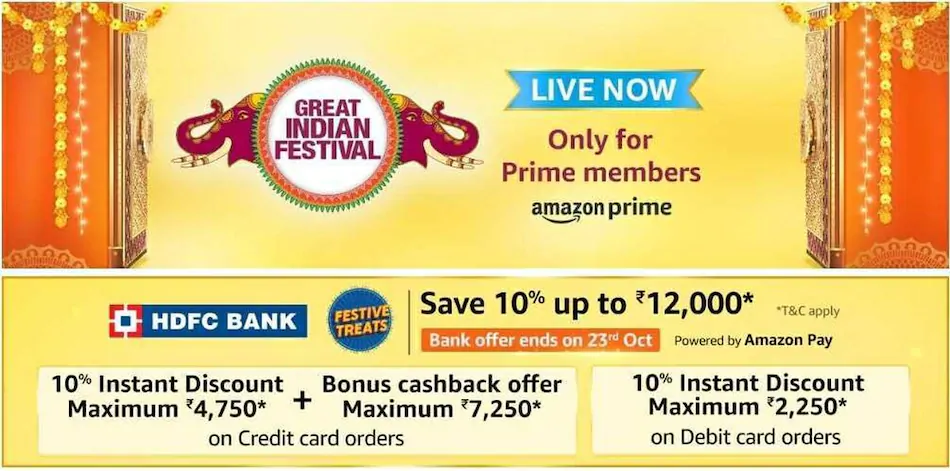 GREAT
INDIAN
FESTIVAL
LIVE NOW
Only for
Prime members
amazon prime
HDFC BANK
FESTIVE
TREATS
Save 10% up to ₹12,000*
*T&C apply
Bank offer ends on 23rd Oct
Powered by Amazon Pay
10% Instant Discount
Maximum ₹4,750*
+
Bonus cashback offer
Maximum ₹7,250*
on Credit card orders
10% Instant Discount
Maximum ₹2,250*
on Debit card orders